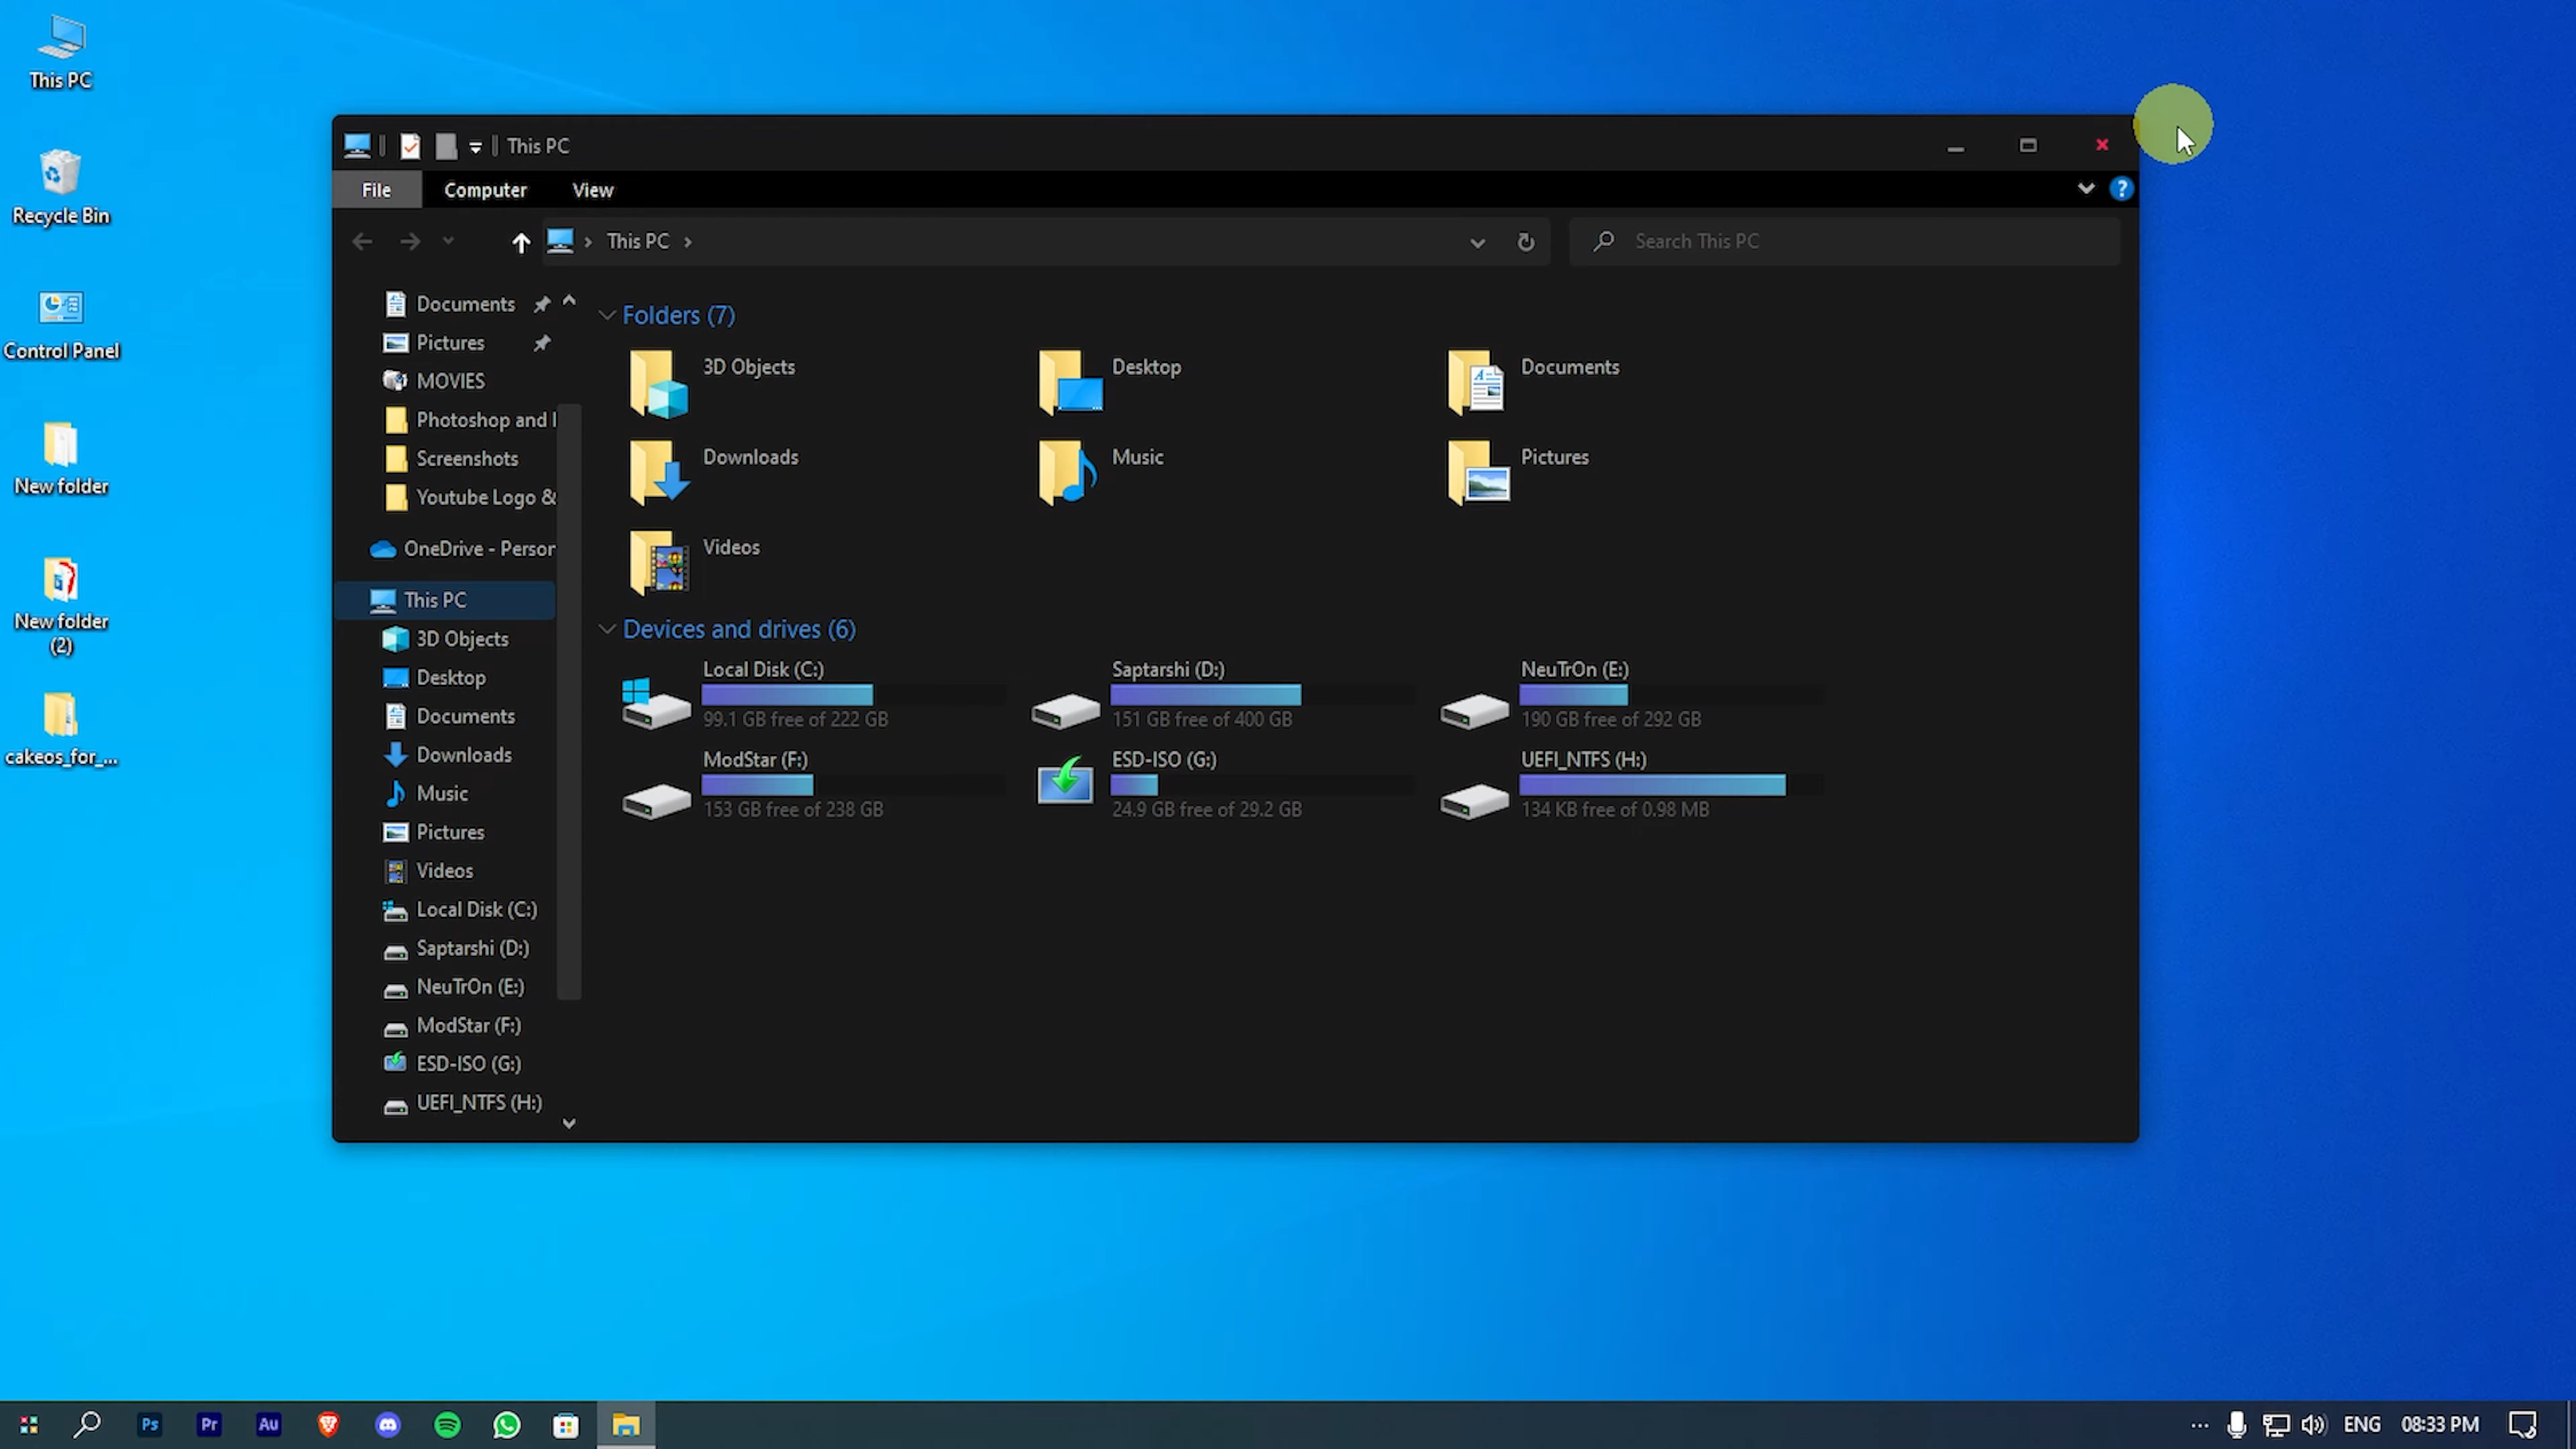 This PC
Recycle Bin
Control Panel
New folder
New folder
(2)
cakeos_for_...
This PC
File Computer View
?
This PC
Search This PC
Documents
Pictures
MOVIES
Photoshop and
Screenshots
Youtube Logo &
OneDrive - Person
This PC
3D Objects
Desktop
Documents
Downloads
Music
Pictures
Videos
Local Disk (C:)
Saptarshi (D:)
NeuTrOn (E:)
ModStar (F:)
ESD-ISO (G:)
UEFI_NTFS (H:)
Folders (7)
3D Objects
Desktop
Documents
Downloads
Music
Pictures
Videos
Devices and drives (6)
Local Disk (C:)
99.1 GB free of 222 GB
Saptarshi (D:)
151 GB free of 400 GB
NeuTrOn (E:)
190 GB free of 292 GB
ModStar (F:)
153 GB free of 238 GB
ESD-ISO (G:)
24.9 GB free of 29.2 GB
UEFI_NTFS (H:)
134 KB free of 0.98 MB
Ps Pr Au
ENG 08:33 PM